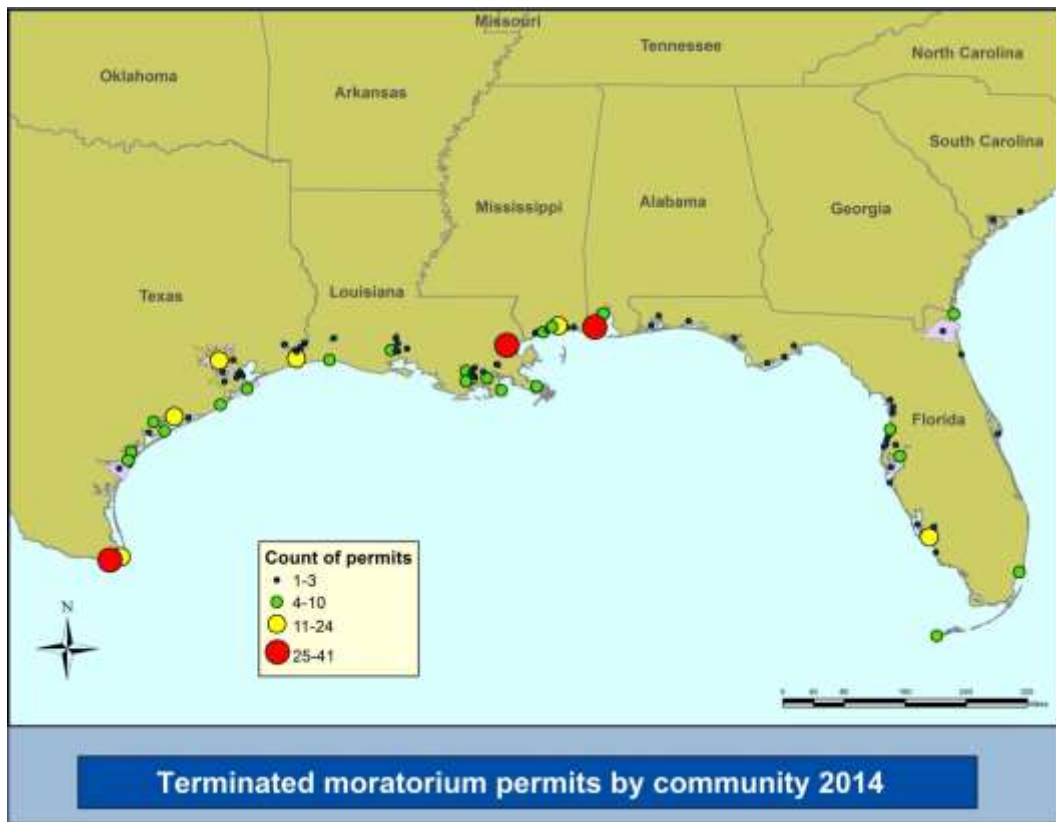 Missouri
Tennessee
North Carolina
Oklahoma
Arkansas
South Carolina
Mississippi
Alabama
Georgia
Texas
Louisiana
Florida
Count of permits
1-3
4-10
11-24
25-41
N
Terminated moratorium permits by community 2014